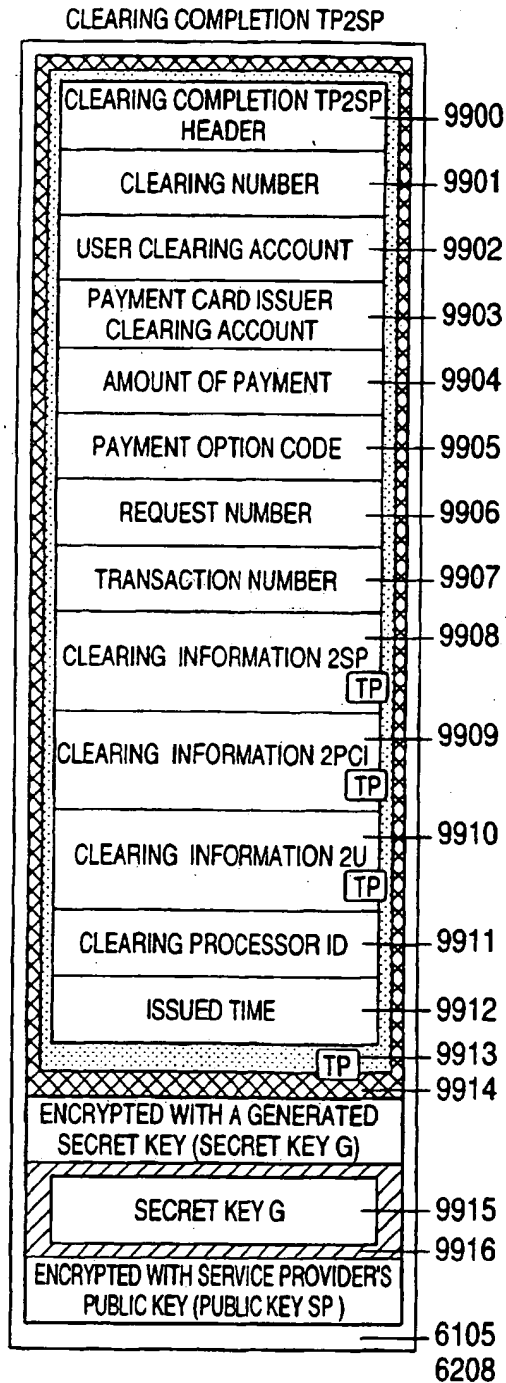 CLEARING COMPLETION TP2SP
CLEARING COMPLETION TP2SP
HEADER
9900
CLEARING NUMBER
9901
USER CLEARING ACCOUNT
9902
PAYMENT CARD ISSUER
CLEARING ACCOUNT
9903
AMOUNT OF PAYMENT
9904
PAYMENT OPTION CODE
9905
REQUEST NUMBER
9906
TRANSACTION NUMBER
9907
CLEARING INFORMATION 2SP
TP
9908
CLEARING INFORMATION 2PCI
TP
9909
CLEARING INFORMATION 2U
TP
9910
CLEARING PROCESSOR ID
9911
ISSUED TIME
9912
TP
9913
9914
ENCRYPTED WITH A GENERATED
SECRET KEY (SECRET KEY G)
SECRET KEY G
9915
9916
ENCRYPTED WITH SERVICE PROVIDER'S
PUBLIC KEY (PUBLIC KEY SP )
6105
6208